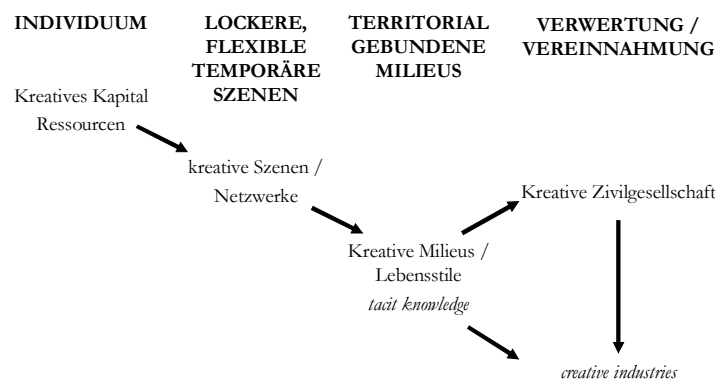 INDIVIDUUM
LOCKERE,
FLEXIBLE
TEMPORÄRE
SZENEN
TERRITORIAL
GEBUNDENE
MILIEUS
VERWERTUNG /
VEREINNAHMUNG
Kreatives Kapital
Ressourcen
kreative Szenen /
Netzwerke
Kreative Milieus /
Lebensstile
tacit knowledge
Kreative Zivilgesellschaft
creative industries